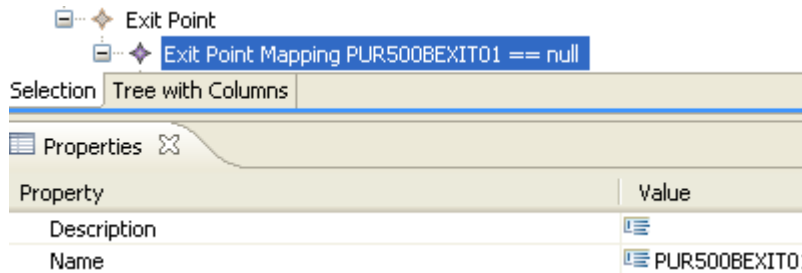 Exit Point
Exit Point Mapping PUR500BEXIT01 == null
Selection Tree with Columns
Properties
Property Value
Description
Name PUR500BEXIT0